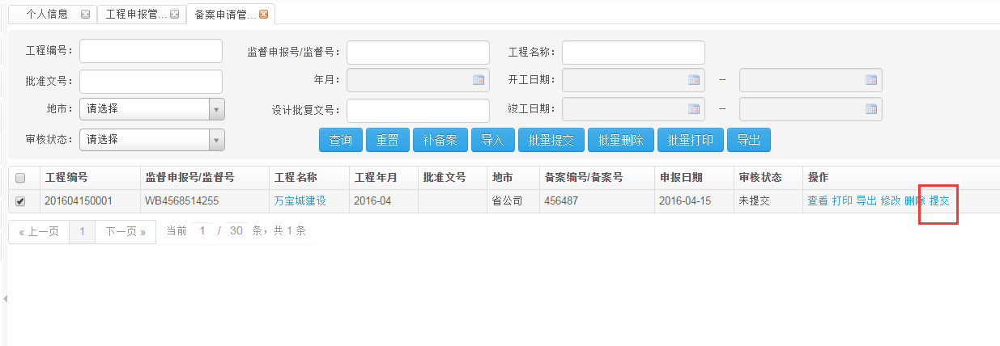 个人信息 工程申报管... 备案申请管...
工程编号: 监督申报号/监督号: 工程名称:
批准文号: 年月: 开工日期: --
地市: 请选择 设计批复文号: 竣工日期: --
审核状态: 请选择 查询 重置 补备案 导入 批量提交 批量删除 批量打印 导出
工程编号 监督申报号/监督号 工程名称 工程年月 批准文号 地市 备案编号/备案号 申报日期 审核状态 操作
201604150001 WB4568514255 万宝城建设 2016-04 省公司 456487 2016-04-15 未提交 查看 打印 导出 修改 删除 提交
« 上一页 1 下一页 » 当前 1 / 30 条，共 1 条